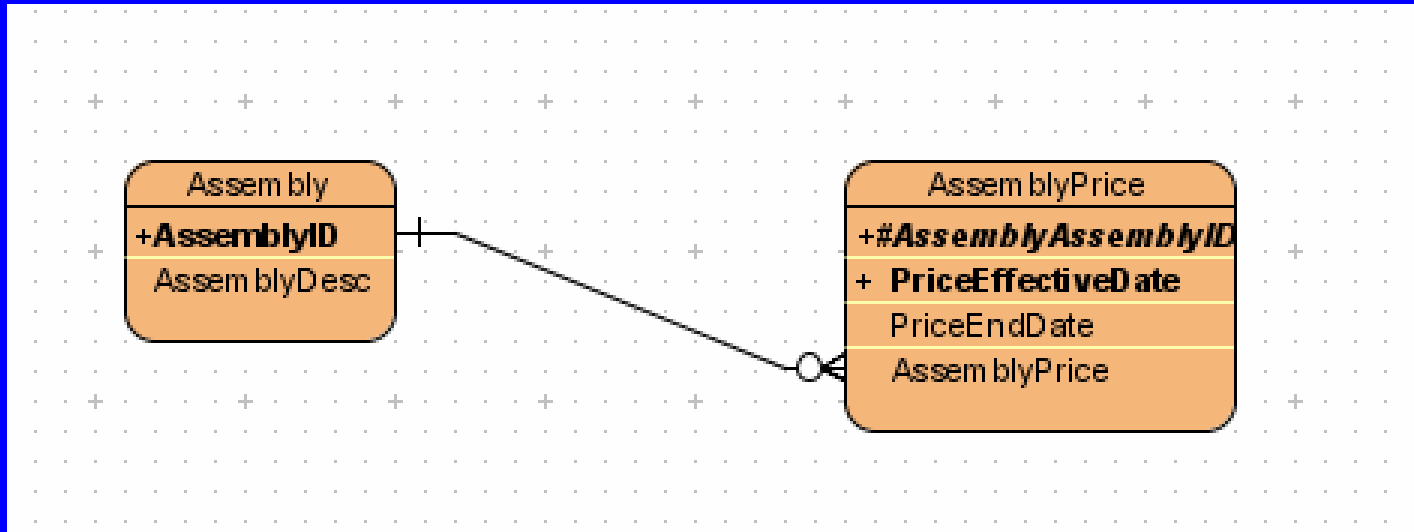 Assembly
+AssemblyID
AssemblyDesc
AssemblyPrice
+#AssemblyAssemblyID
+ PriceEffectiveDate
PriceEndDate
AssemblyPrice